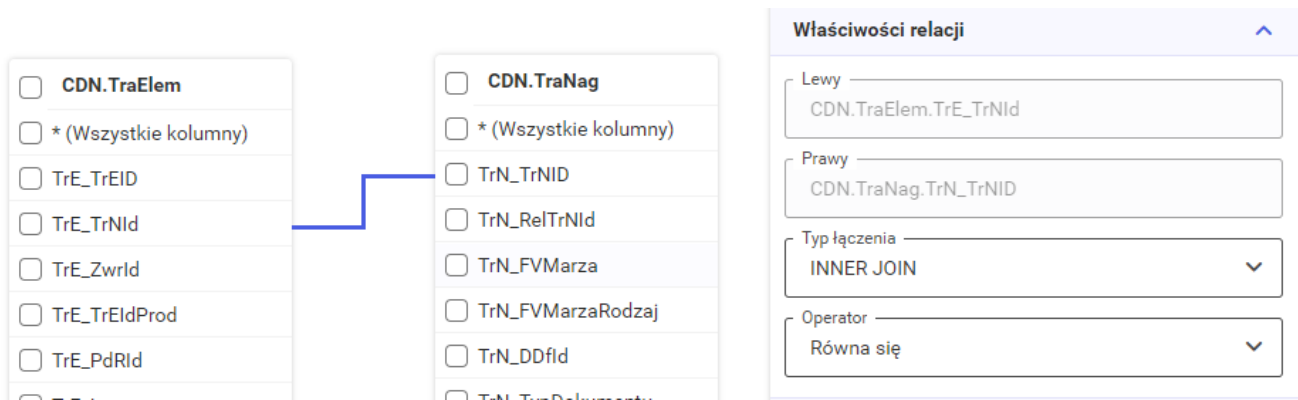 CDN.TraElem
* (Wszystkie kolumny)
TrE_TrEID
TrE_TrNId
TrE_ZwrId
TrE_TrEIdProd
TrE_PdRId
CDN.TraNag
* (Wszystkie kolumny)
TrN_TrNID
TrN_RelTrNId
TrN_FVMarza
TrN_FVMarzaRodzaj
TrN_DDfId
TrN_TypDokumentu
Właściwości relacji
Lewy
CDN.TraElem.TrE_TrNId
Prawy
CDN.TraNag.TrN_TrNID
Typ łączenia
INNER JOIN
Operator
Równa się